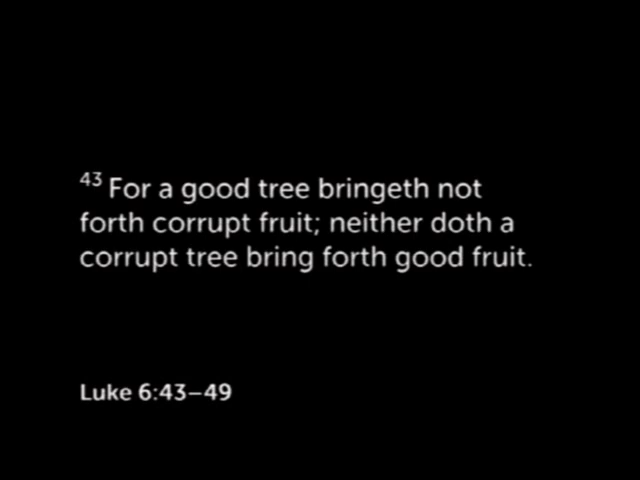 43 For a good tree bringeth not
forth corrupt fruit; neither doth a
corrupt tree bring forth good fruit.
Luke 6:43–49